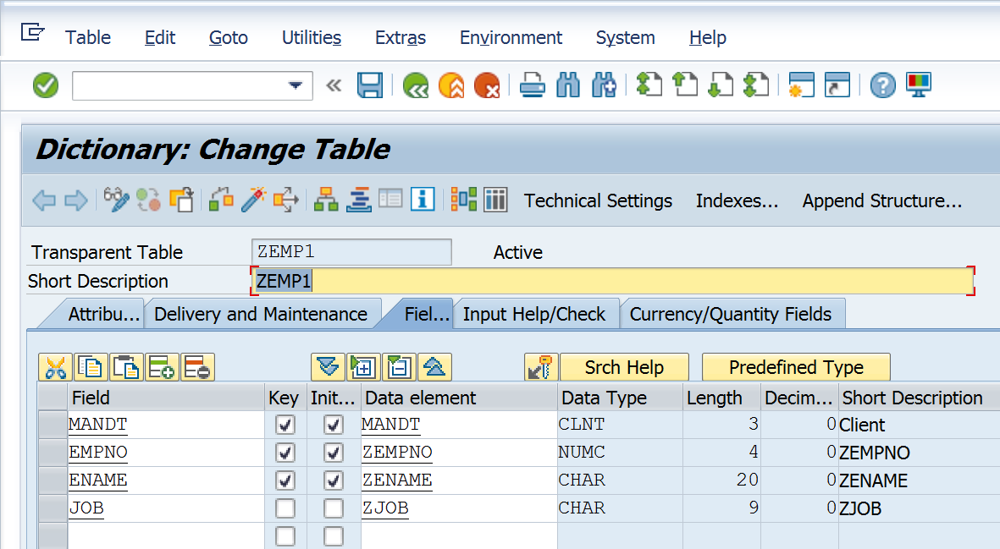 Table Edit Goto Utilities Extras Environment System Help
Dictionary: Change Table
Technical Settings Indexes... Append Structure...
Transparent Table ZEMP1 Active
Short Description ZEMP1
Attribu... Delivery and Maintenance Fiel... Input Help/Check Currency/Quantity Fields
Srch Help Predefined Type
Field Key Init... Data element Data Type Length Decim... Short Description
MANDT MANDT CLNT 3 0 Client
EMPNO ZEMPNO NUMC 4 0 ZEMPNO
ENAME ZENAME CHAR 20 0 ZENAME
JOB ZJOB CHAR 9 0 ZJOB